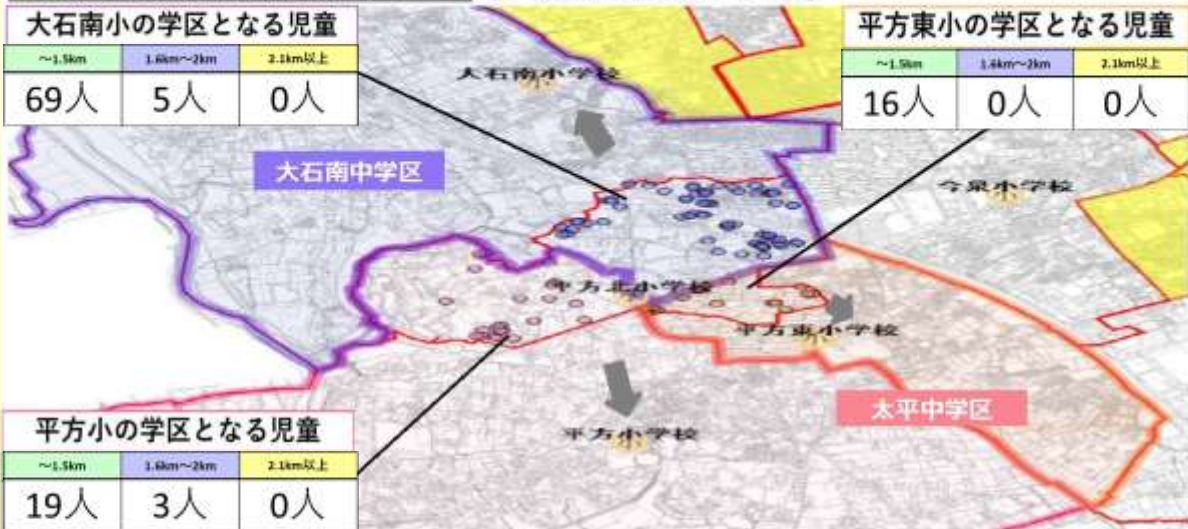 大石南小の学区となる児童
～1.5km 1.6km～2km 2.1km以上
69人 5人 0人
平方東小の学区となる児童
～1.5km 1.6km～2km 2.1km以上
16人 0人 0人
大石南小学校
大石南中学区
今泉小学校
平方北小学校
平方東小学校
太平中学区
平方小学校
平方小の学区となる児童
～1.5km 1.6km～2km 2.1km以上
19人 3人 0人